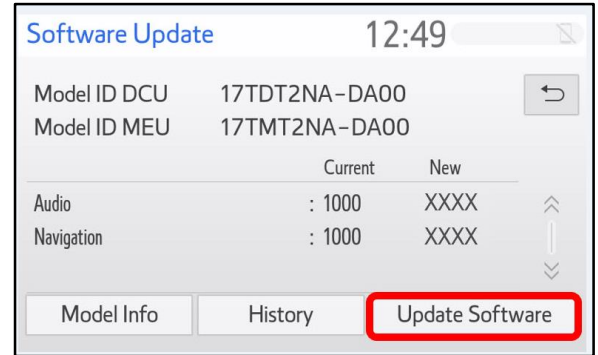 Software Update 12:49
Model ID DCU 17TDT2NA-DA00
Model ID MEU 17TMT2NA-DA00
Current New
Audio : 1000 XXXX
Navigation : 1000 XXXX
Model Info History Update Software